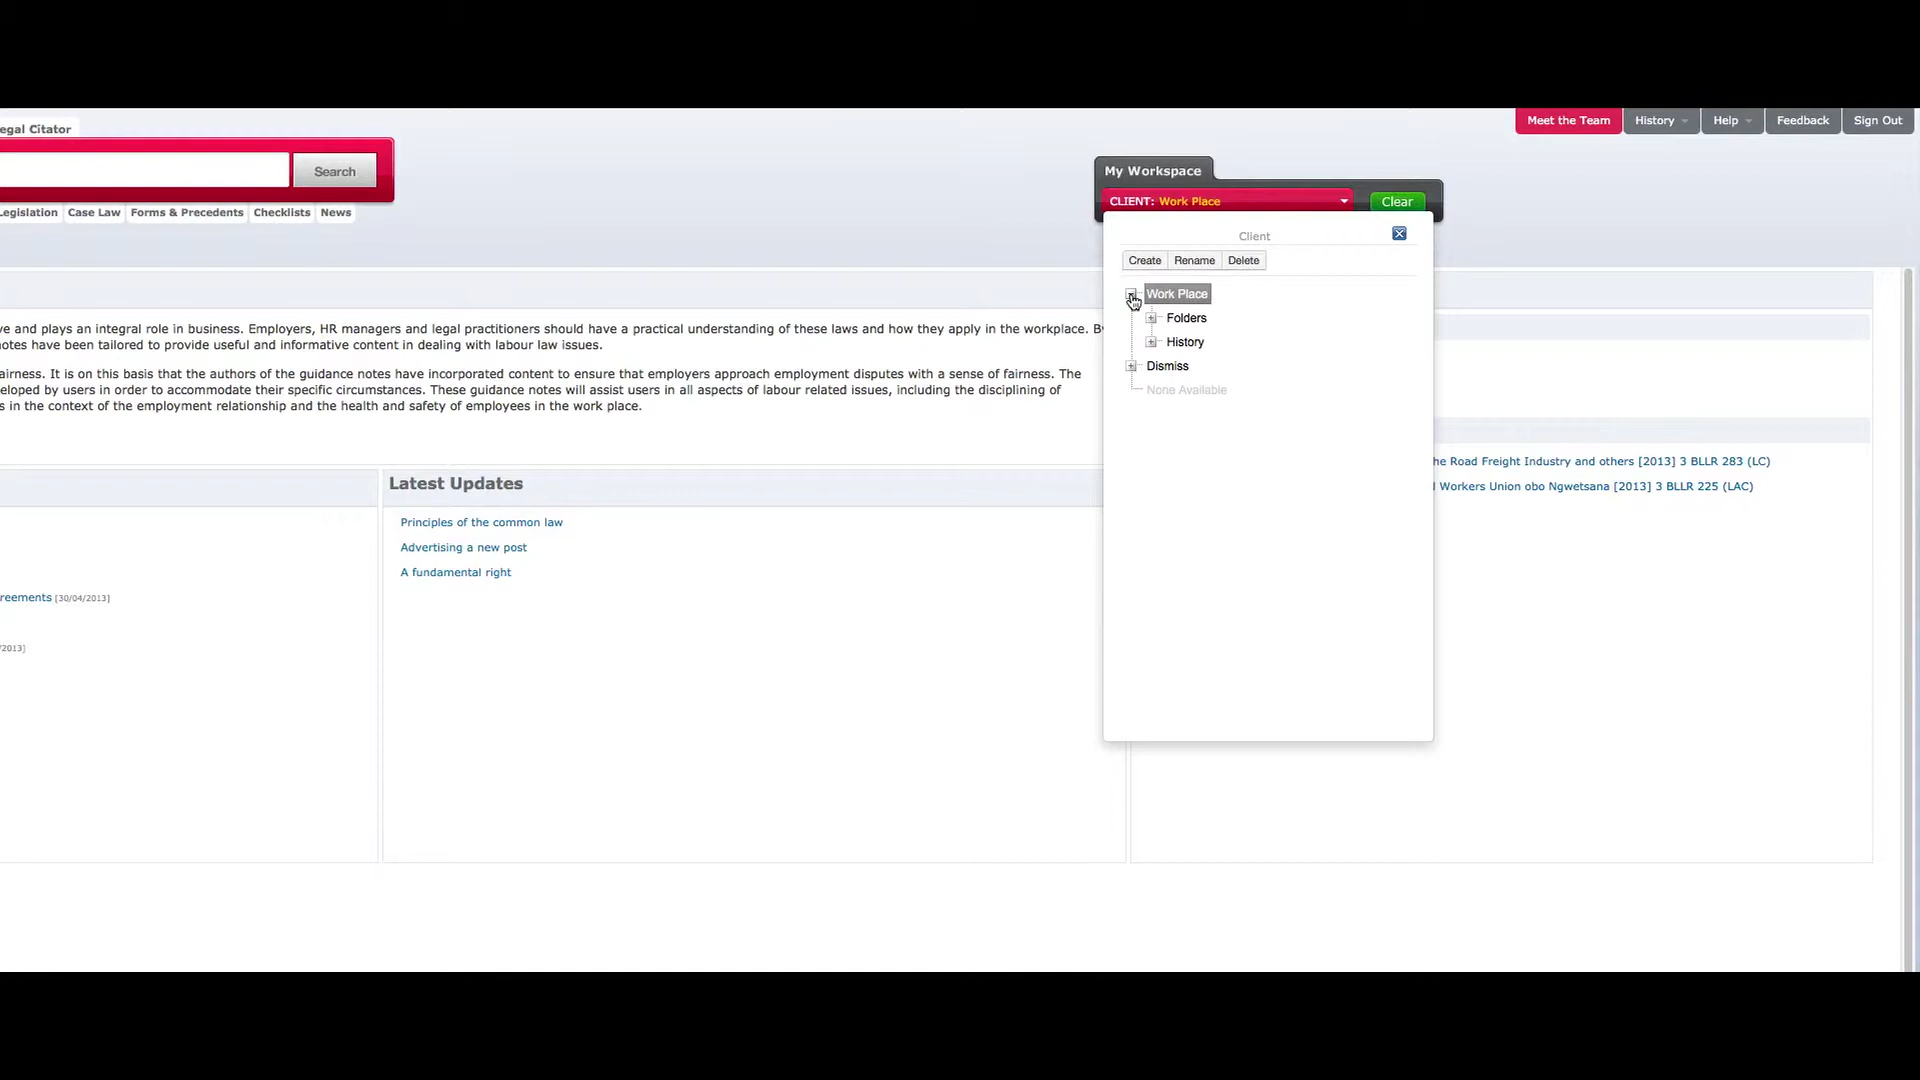 egal Citator
Meet the Team
History
Help
Feedback
Sign Out
Search
Legislation
Case Law
Forms & Precedents
Checklists
News
My Workspace
CLIENT: Work Place
Clear
Client
Create
Rename
Delete
Work Place
Folders
History
Dismiss
None Available
ve and plays an integral role in business. Employers, HR managers and legal practitioners should have a practical understanding of these laws and how they apply in the workplace. B
notes have been tailored to provide useful and informative content in dealing with labour law issues.
airness. It is on this basis that the authors of the guidance notes have incorporated content to ensure that employers approach employment disputes with a sense of fairness. The
eloped by users in order to accommodate their specific circumstances. These guidance notes will assist users in all aspects of labour related issues, including the disciplining of
s in the context of the employment relationship and the health and safety of employees in the work place.
he Road Freight Industry and others [2013] 3 BLLR 283 (LC)
l Workers Union obo Ngwetsana [2013] 3 BLLR 225 (LAC)
Latest Updates
Principles of the common law
Advertising a new post
A fundamental right
reements [30/04/2013]
/2013]